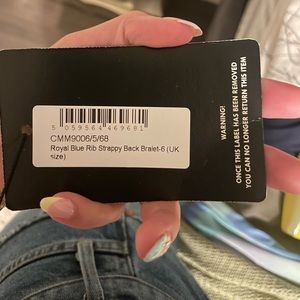 5 059564 469681
CMM9006/5/68
Royal Blue Rib Strappy Back Bralet-6 (UK
size)
WARNING!
ONCE THIS LABEL HAS BEEN REMOVED
YOU CAN NO LONGER RETURN THIS ITEM